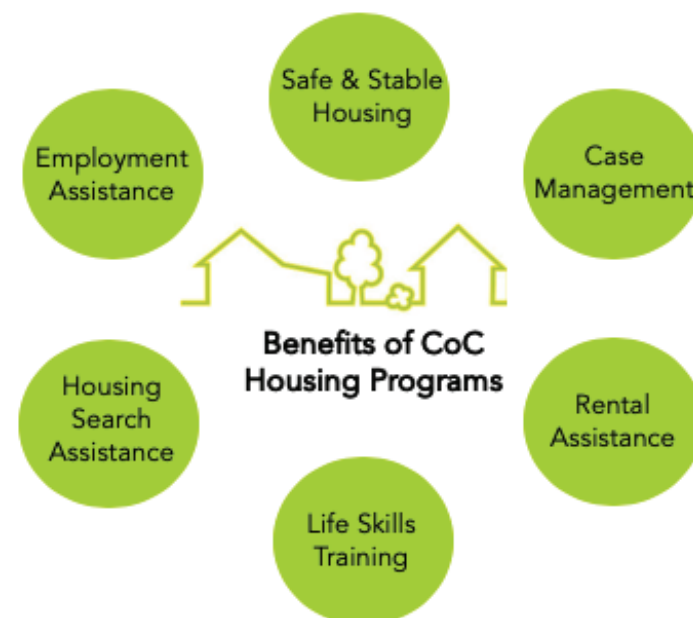 Safe & Stable
Housing
Employment
Assistance
Case
Management
Benefits of CoC
Housing Programs
Housing
Search
Assistance
Rental
Assistance
Life Skills
Training